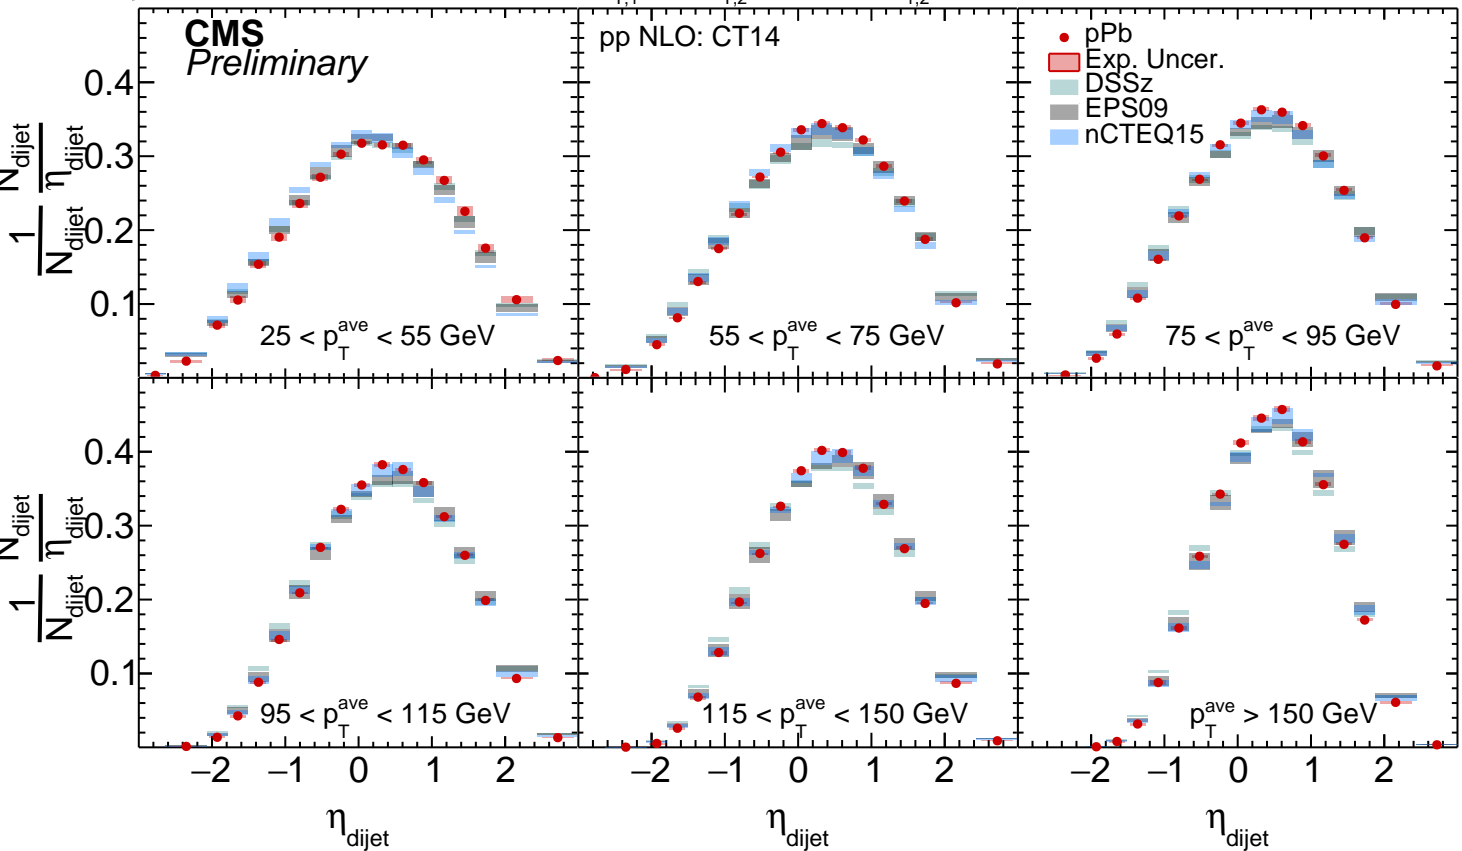 CMS
Preliminary
pp NLO: CT14
pPb
Exp. Uncer.
DSSz
EPS09
nCTEQ15
1/N_dijet N_dijet/η_dijet
0.4
0.3
0.2
0.1
25 < p_T^ave < 55 GeV
55 < p_T^ave < 75 GeV
75 < p_T^ave < 95 GeV
1/N_dijet N_dijet/η_dijet
0.4
0.3
0.2
0.1
95 < p_T^ave < 115 GeV
115 < p_T^ave < 150 GeV
p_T^ave > 150 GeV
−2 −1 0 1 2
−2 −1 0 1 2
−2 −1 0 1 2
η_dijet
η_dijet
η_dijet